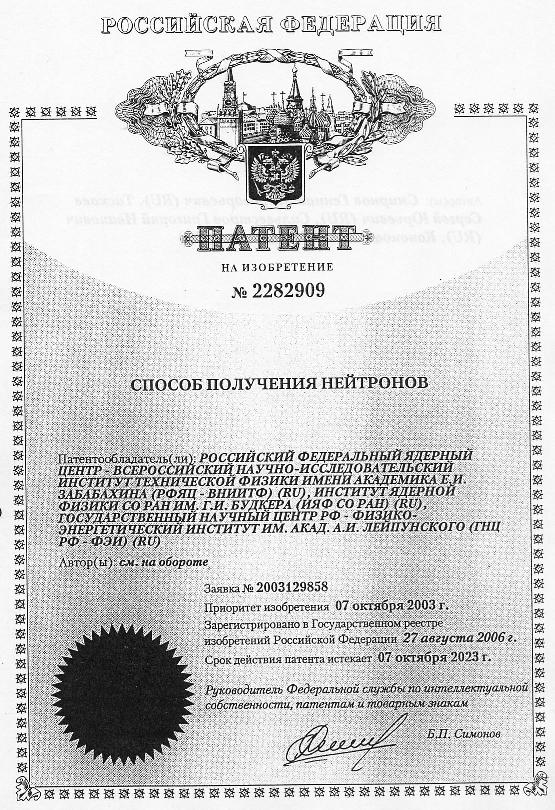 РОССИЙСКАЯ ФЕДЕРАЦИЯ
ПАТЕНТ
НА ИЗОБРЕТЕНИЕ
№ 2282909
СПОСОБ ПОЛУЧЕНИЯ НЕЙТРОНОВ
Патентообладатель(ли): РОССИЙСКИЙ ФЕДЕРАЛЬНЫЙ ЯДЕРНЫЙ
ЦЕНТР - ВСЕРОССИЙСКИЙ НАУЧНО-ИССЛЕДОВАТЕЛЬСКИЙ
ИНСТИТУТ ТЕХНИЧЕСКОЙ ФИЗИКИ ИМЕНИ АКАДЕМИКА Е.И.
ЗАБАБАХИНА (РФЯЦ - ВНИИТФ) (RU), ИНСТИТУТ ЯДЕРНОЙ
ФИЗИКИ СО РАН ИМ. Г.И. БУДКЕРА (ИЯФ СО РАН) (RU),
ГОСУДАРСТВЕННЫЙ НАУЧНЫЙ ЦЕНТР РФ - ФИЗИКО-
ЭНЕРГЕТИЧЕСКИЙ ИНСТИТУТ ИМ. АКАД. А.И. ЛЕЙПУНСКОГО (ГНЦ
РФ - ФЭИ) (RU)
Автор(ы): см. на обороте
Заявка № 2003129858
Приоритет изобретения 07 октября 2003 г.
Зарегистрировано в Государственном реестре
изобретений Российской Федерации 27 августа 2006 г.
Срок действия патента истекает 07 октября 2023 г.
Руководитель Федеральной службы по интеллектуальной
собственности, патентам и товарным знакам
Б.П. Симонов